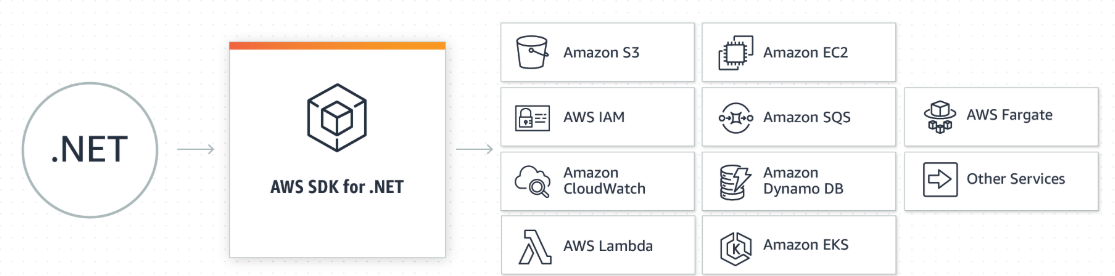 .NET
AWS SDK for .NET
Amazon S3
Amazon EC2
AWS IAM
Amazon SQS
AWS Fargate
Amazon
CloudWatch
Amazon
Dynamo DB
Other Services
AWS Lambda
Amazon EKS